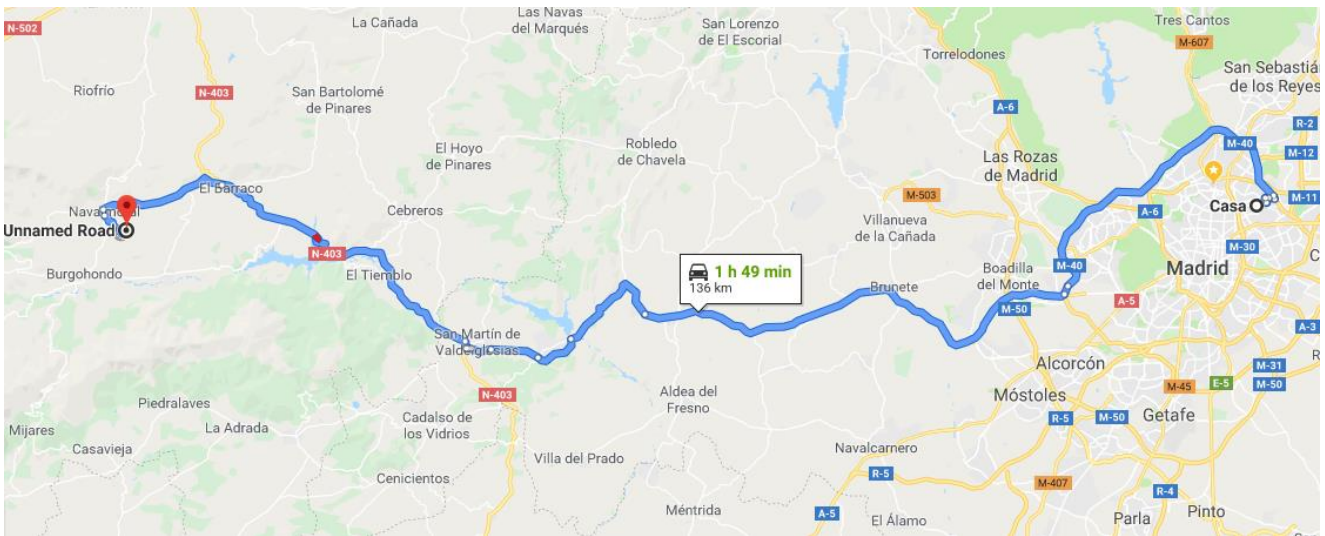 N-502
La Cañada
Las Navas
del Marqués
San Lorenzo
de El Escorial
Tres Cantos
M-607
Torrelodones
San Sebastiá
de los Reyes
Riofrío
N-403
San Bartolomé
de Pinares
A-6
R-2
El Hoyo
de Pinares
Robledo
de Chavela
M-40
M-12
Las Rozas
de Madrid
El Barraco
M-503
M-11
Navalmoral
Cebreros
Villanueva
de la Cañada
A-6
Casa
Unnamed Road
N-403
M-30
Burgohondo
El Tiemblo
1 h 49 min
136 km
Boadilla
del Monte
M-40
Madrid
C
Brunete
A-5
M-50
San Martín de
Valdeiglesias
A-3
Alcorcón
R
M-31
Aldea del
Fresno
N-403
Móstoles
M-45
E-5
M-50
Piedralaves
Cadalso de
los Vidrios
R-5
M-50
Getafe
Mijares
La Adrada
Casavieja
Villa del Prado
Navalcarnero
Cenicientos
R-5
M-407
R-4
Méntrida
A-5
El Álamo
Parla
Pinto